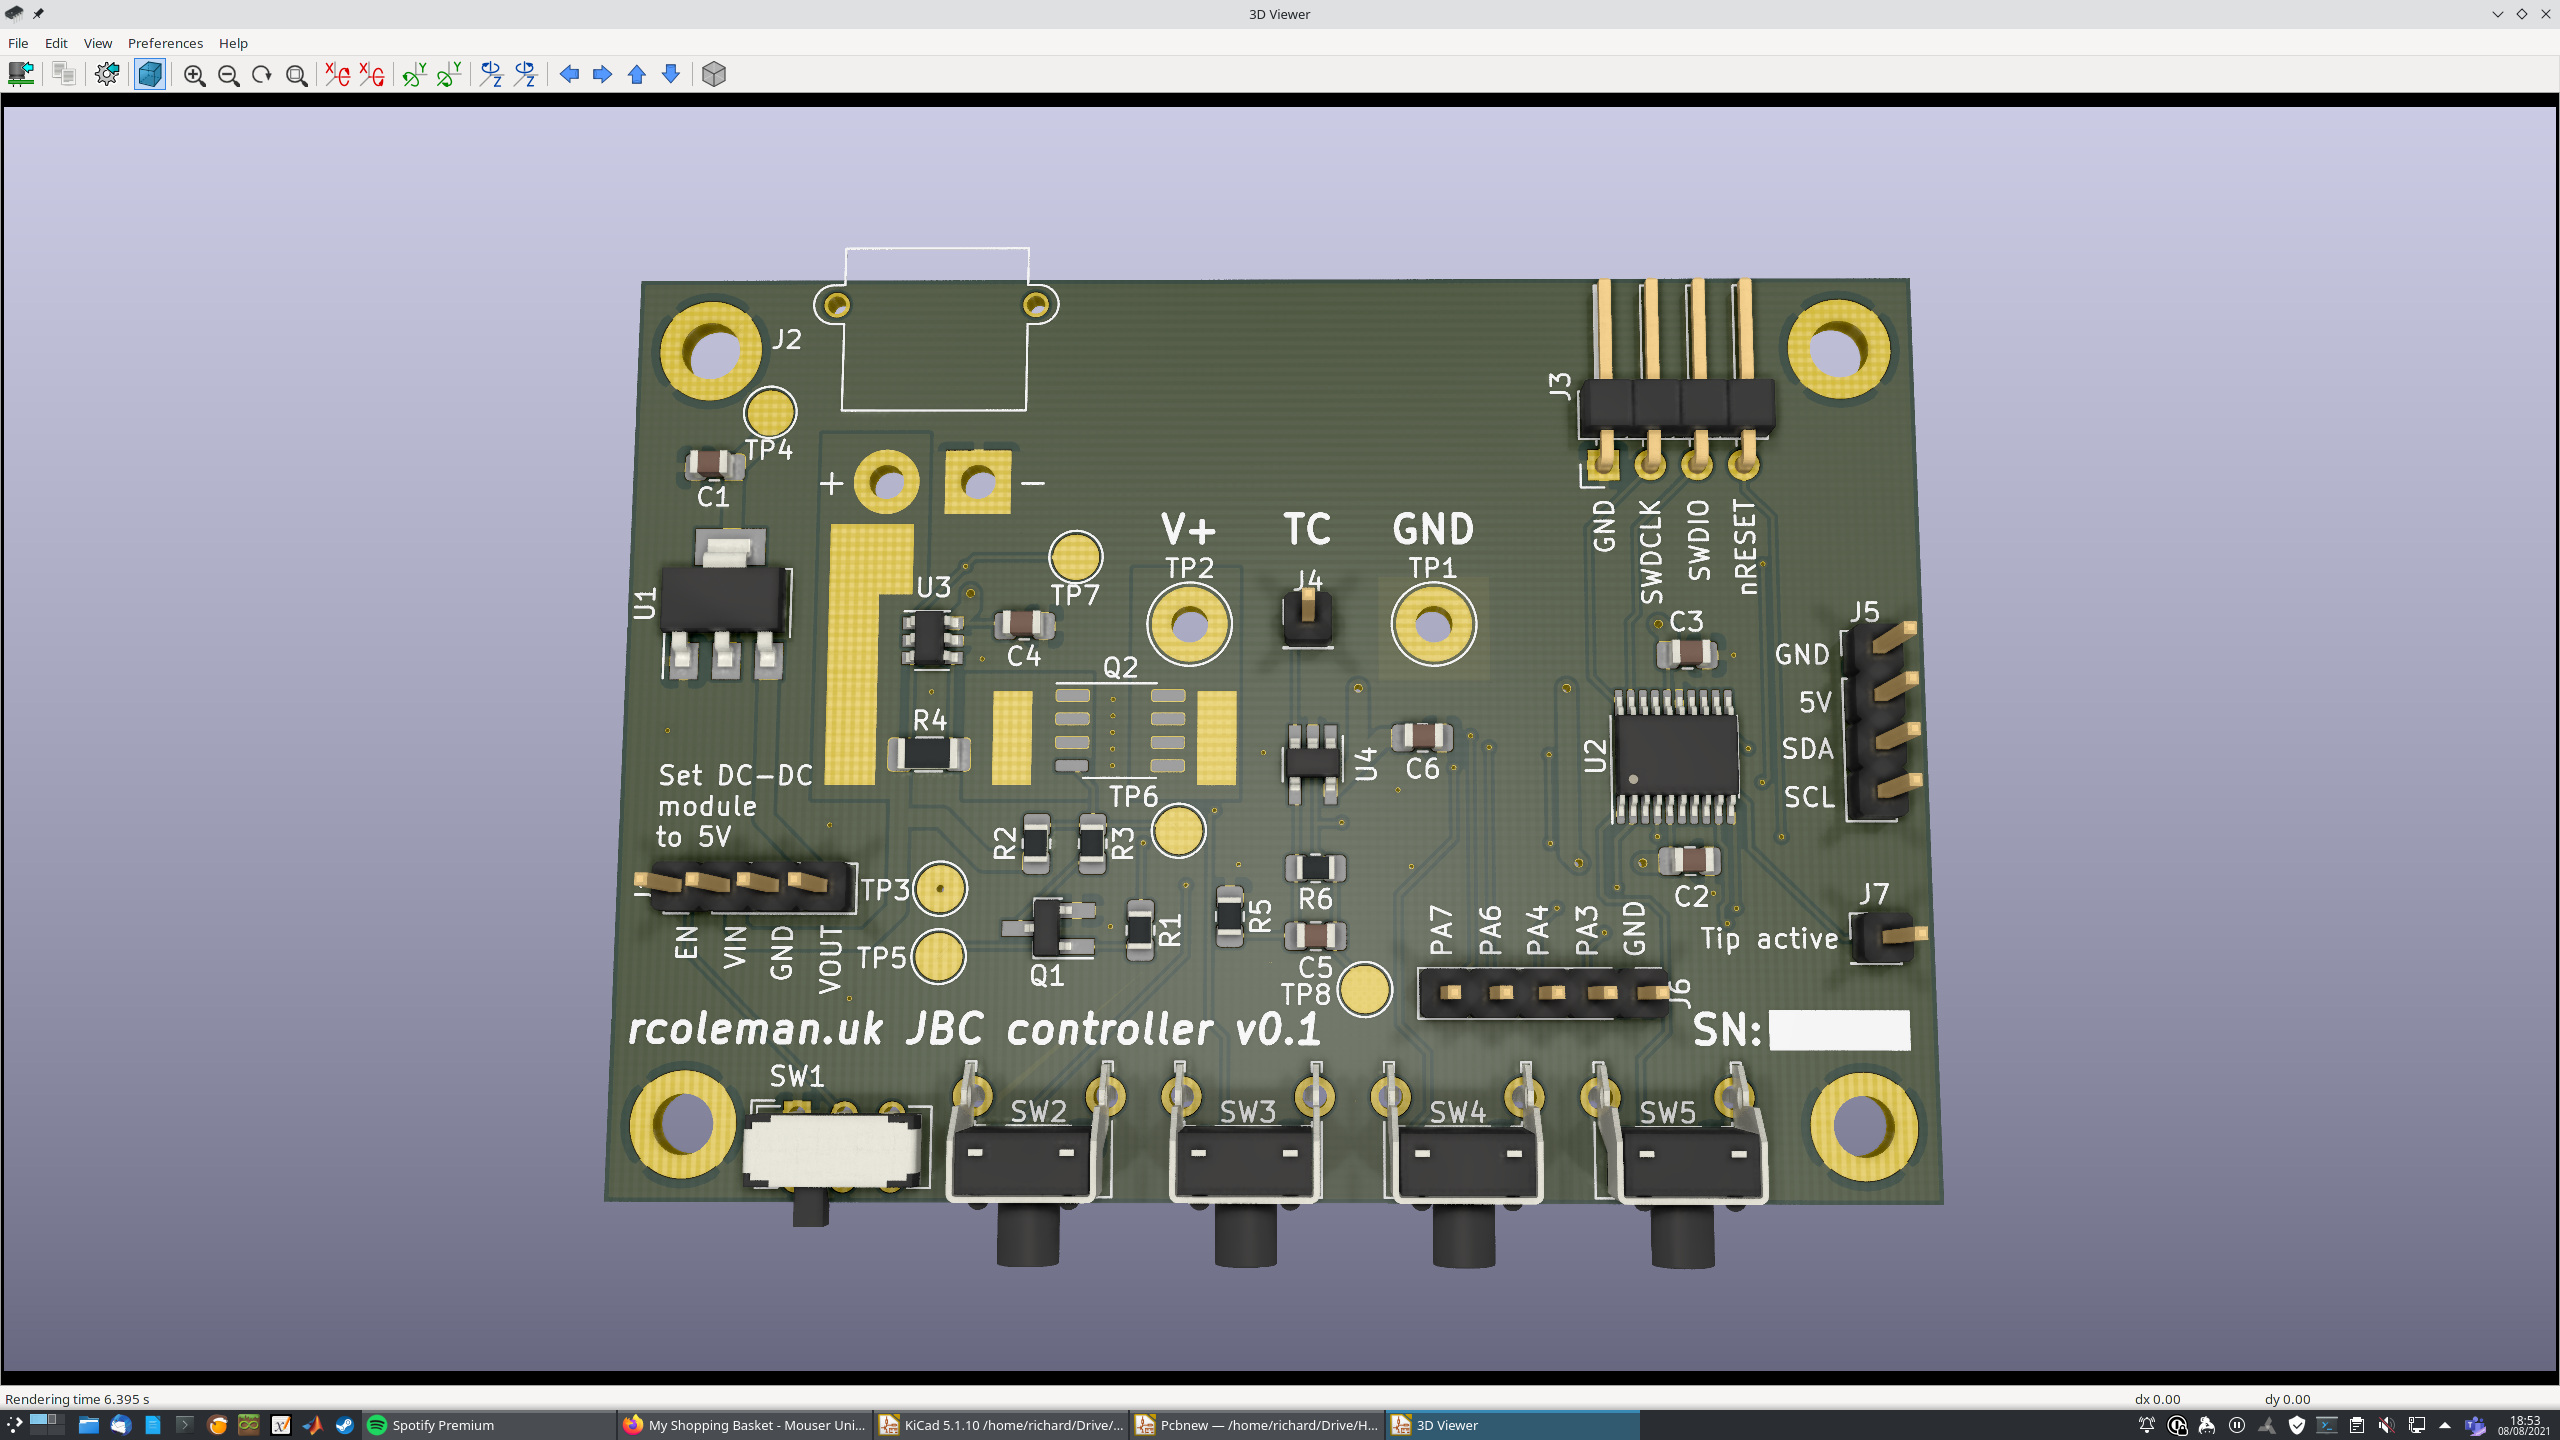 3D Viewer
File Edit View Preferences Help
J2
TP4
C1
+ −
J3
GND
SWDCLK
SWDIO
nRESET
V+ TC GND
TP2
J4
TP1
TP7
U3
U1
C4
C3
J5
GND
5V
SDA
SCL
Q2
R4
U4
C6
U2
Set DC-DC
module
to 5V
TP6
R2
R3
TP3
R6
C2
J7
Tip active
EN
VIN
GND
VOUT
TP5
Q1
R1
R5
C5
TP8
PA7
PA6
PA4
PA3
GND
J6
rcoleman.uk JBC controller v0.1
SN:
SW1
SW2
SW3
SW4
SW5
Rendering time 6.395 s
dx 0.00
dy 0.00
Spotify Premium
My Shopping Basket - Mouser Uni...
KiCad 5.1.10 /home/richard/Drive/...
Pcbnew — /home/richard/Drive/H...
3D Viewer
18:53
08/08/2021